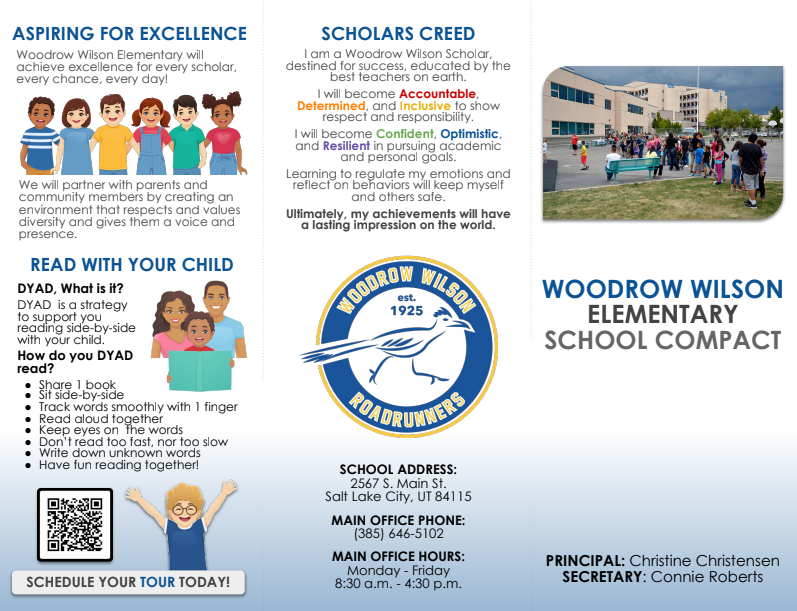 ASPIRING FOR EXCELLENCE
Woodrow Wilson Elementary will
achieve excellence for every scholar,
every chance, every day!
We will partner with parents and
community members by creating an
environment that respects and values
diversity and gives them a voice and
presence.
READ WITH YOUR CHILD
DYAD, What is it?
DYAD is a strategy
to support you
reading side-by-side
with your child.
How do you DYAD
read?
● Share 1 book
● Sit side-by-side
● Track words smoothly with 1 finger
● Read aloud together
● Keep eyes on the words
● Don't read too fast, nor too slow
● Write down unknown words
● Have fun reading together!
SCHEDULE YOUR TOUR TODAY!
SCHOLARS CREED
I am a Woodrow Wilson Scholar,
destined for success, educated by the
best teachers on earth.
I will become Accountable,
Determined, and Inclusive to show
respect and responsibility.
I will become Confident, Optimistic,
and Resilient in pursuing academic
and personal goals.
Learning to regulate my emotions and
reflect on behaviors will keep myself
and others safe.
Ultimately, my achievements will have
a lasting impression on the world.
WOODROW WILSON
est.
1925
ROADRUNNERS
SCHOOL ADDRESS:
2567 S. Main St.
Salt Lake City, UT 84115
MAIN OFFICE PHONE:
(385) 646-5102
MAIN OFFICE HOURS:
Monday - Friday
8:30 a.m. - 4:30 p.m.
WOODROW WILSON
ELEMENTARY
SCHOOL COMPACT
PRINCIPAL: Christine Christensen
SECRETARY: Connie Roberts